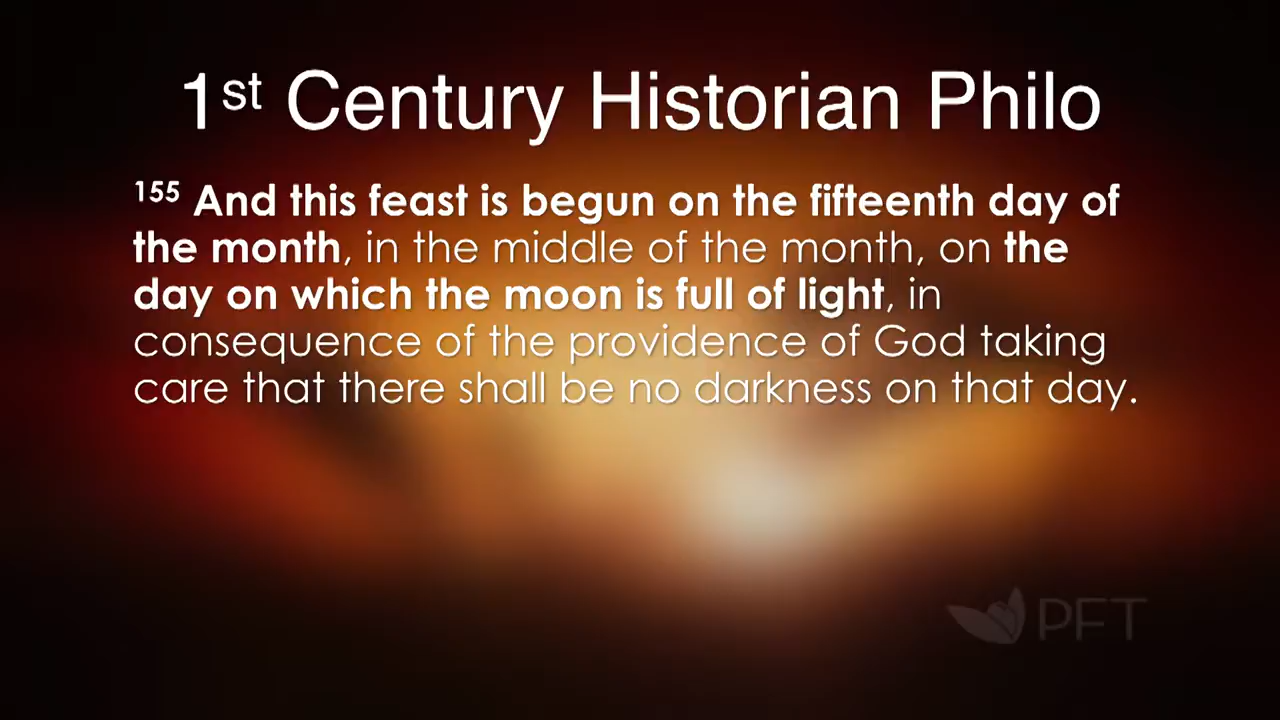 1st Century Historian Philo
155 And this feast is begun on the fifteenth day of
the month, in the middle of the month, on the
day on which the moon is full of light, in
consequence of the providence of God taking
care that there shall be no darkness on that day.
PFT